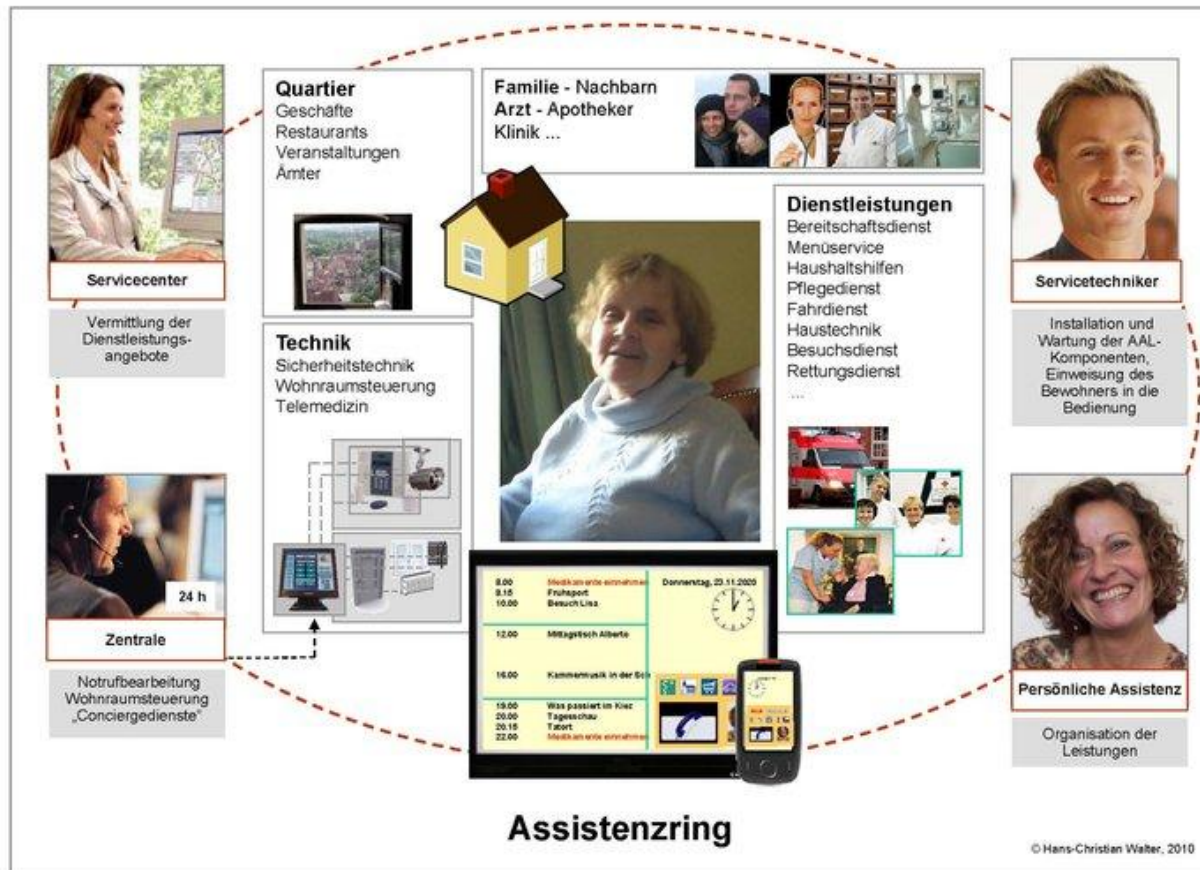 Servicecenter
Vermittlung der
Dienstleistungs-
angebote
Quartier
Geschäfte
Restaurants
Veranstaltungen
Ämter
Familie - Nachbarn
Arzt - Apotheker
Klinik ...
Servicetechniker
Installation und
Wartung der AAL-
Komponenten,
Einweisung des
Bewohners in die
Bedienung
Technik
Sicherheitstechnik
Wohnraumsteuerung
Telemedizin
Dienstleistungen
Bereitschaftsdienst
Menüservice
Haushaltshilfen
Pflegedienst
Fahrdienst
Haustechnik
Besuchsdienst
Rettungsdienst
...
24 h
Zentrale
Notrufbearbeitung
Wohnraumsteuerung
„Conciergedienste"
8.00 Medikamente einnehmen
9.15 Frühsport
10.00 Besuch Lisa
12.00 Mittagstisch Alberto
16.00 Kammermusik in der Sch
19.00 Was passiert im Kiez
20.00 Tagesschau
20.15 Tatort
22.00 Medikamente einnehmen
Donnerstag, 23.11.2020
Persönliche Assistenz
Organisation der
Leistungen
Assistenzring
© Hans-Christian Walter, 2010